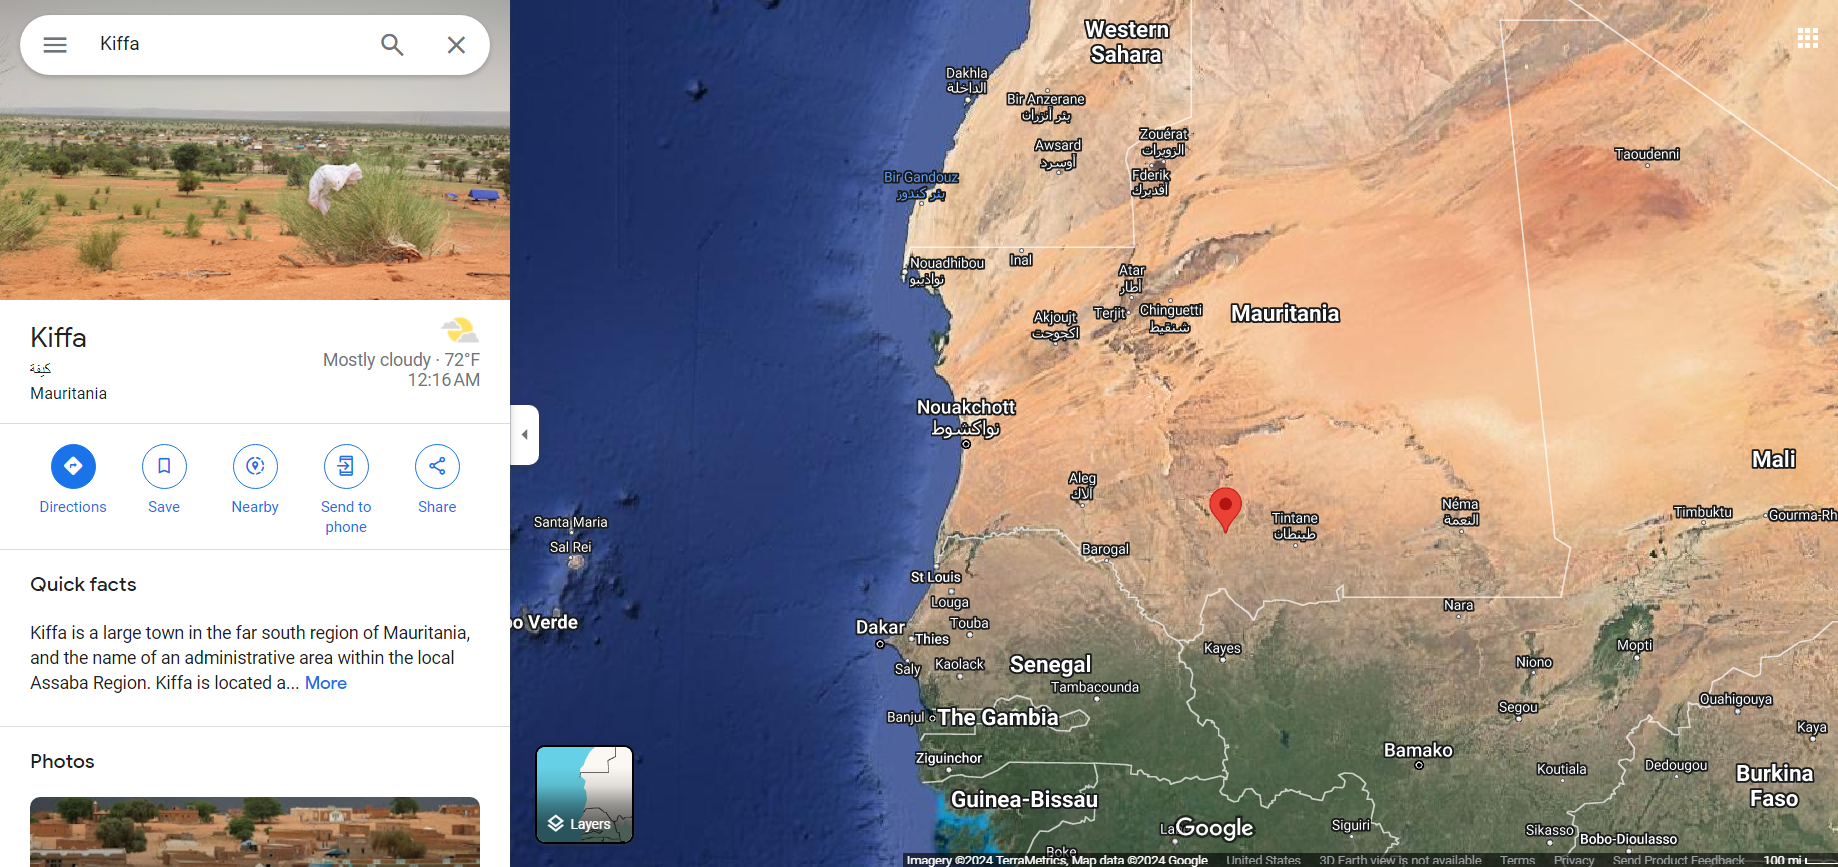 Kiffa
Kiffa
كيفة
Mauritania
Mostly cloudy · 72°F
12:16 AM
Directions
Save
Nearby
Send to
phone
Share
Quick facts
Kiffa is a large town in the far south region of Mauritania,
and the name of an administrative area within the local
Assaba Region. Kiffa is located a... More
Photos
Western
Sahara
Dakhla
الداخلة
Bir Anzerane
بئر أنزران
Awsard
أوسرد
Zouérat
الزويرات
Fderik
افديرك
Taoudenni
Bir Gandouz
بئر كندوز
Nouadhibou
نواذيبو
Inal
Atar
أطار
Akjoujt
اكجوجت
Terjit
Chinguetti
شنقيط
Mauritania
Nouakchott
نواكشوط
Mali
Aleg
ألاك
Tintane
طينطان
Néma
النعمة
Timbuktu
Gourma-Rh
Santa Maria
Sal Rei
Barogal
St Louis
Louga
Nara
bo Verde
Dakar
Touba
Thies
Kayes
Mopti
Saly
Kaolack
Senegal
Niono
Tambacounda
Ouahigouya
Segou
Banjul
The Gambia
Kaya
Ziguinchor
Bamako
Koutiala
Dedougou
Burkina
Faso
Guinea-Bissau
Layers
La
Google
Siguiri
Sikasso
Bobo-Dioulasso
Boke
Imagery ©2024 TerraMetrics, Map data ©2024 Google
United States
3D Earth view is not available
Terms
Privacy
Send Product Feedback
100 mi